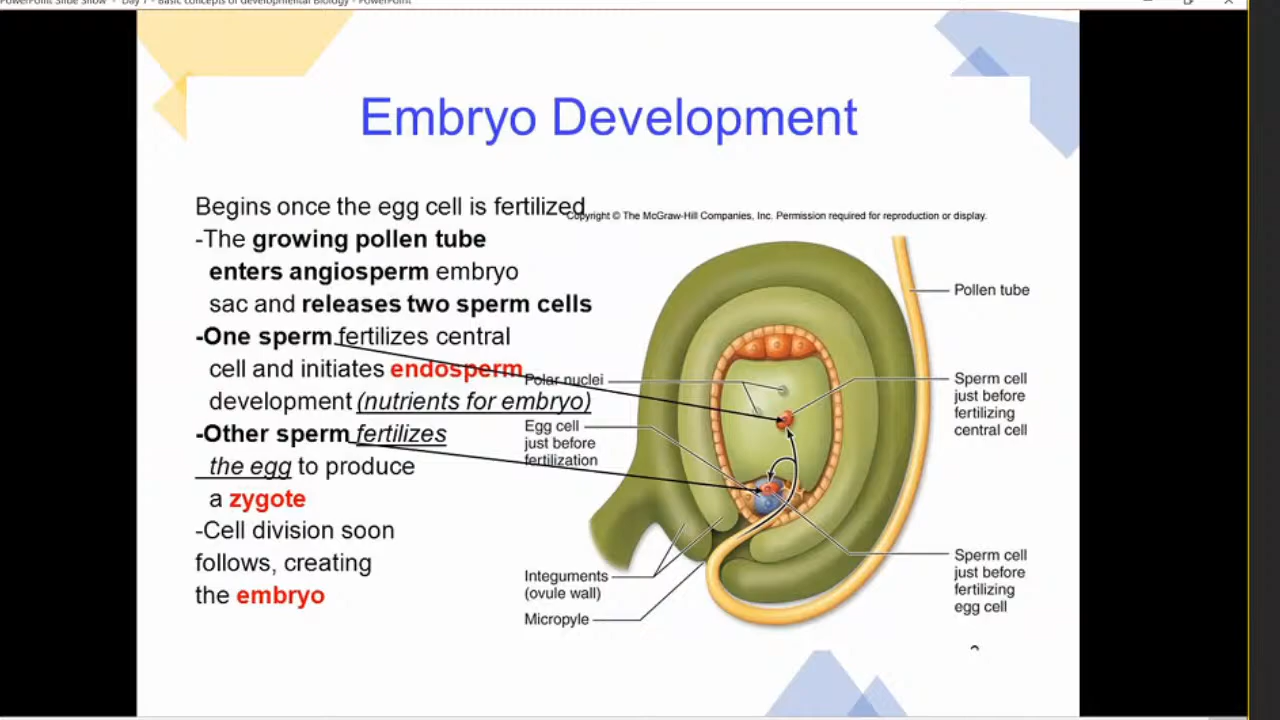 PowerPoint Slide Show - Day 7 - Basic concepts of developmental Biology - PowerPoint
Embryo Development
Begins once the egg cell is fertilized
-The growing pollen tube
enters angiosperm embryo
sac and releases two sperm cells
-One sperm fertilizes central
cell and initiates endosperm
development (nutrients for embryo)
-Other sperm fertilizes
the egg to produce
a zygote
-Cell division soon
follows, creating
the embryo
Copyright © The McGraw-Hill Companies, Inc. Permission required for reproduction or display.
Pollen tube
Polar nuclei
Sperm cell
just before
fertilizing
central cell
Egg cell
just before
fertilization
Sperm cell
just before
fertilizing
egg cell
Integuments
(ovule wall)
Micropyle